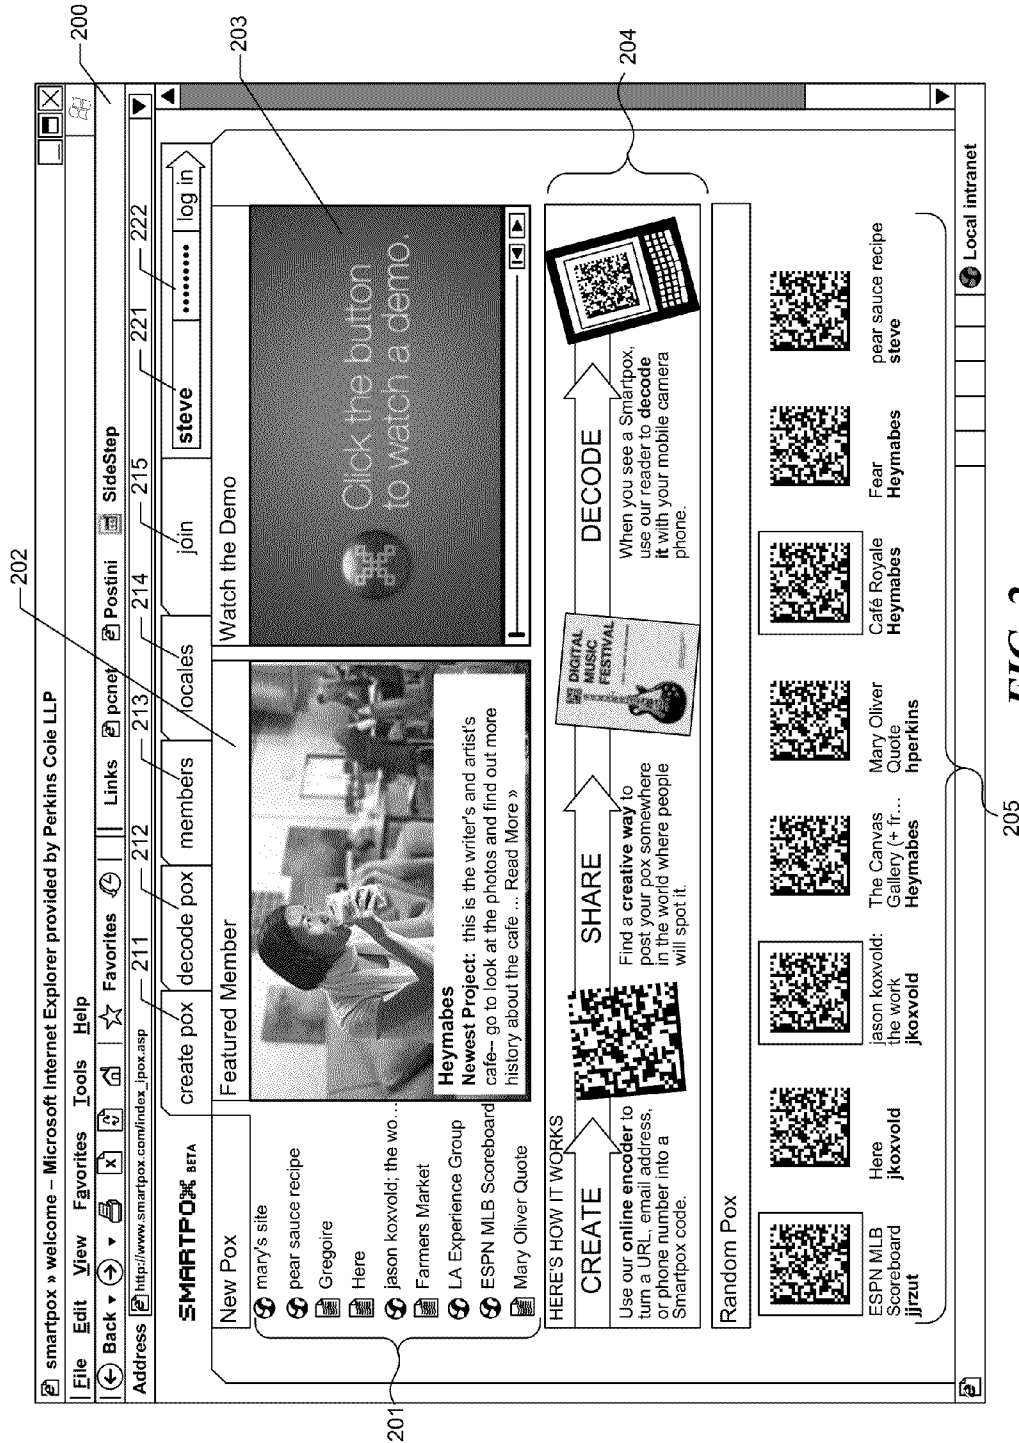 200
smartpox » welcome – Microsoft Internet Explorer provided by Perkins Coie LLP
File Edit View Favorites Tools Help
Back Favorites Links pcnet Postini SideStep
Address http://www.smartpox.com/index_ipox.asp
211 212 213 214 215 221 222
202
203
SMARTPOX BETA
create pox decode pox members locales join steve ••••••••• log in
New Pox
mary's site
pear sauce recipe
Gregoire
Here
jason koxvold; the wo...
Farmers Market
LA Experience Group
ESPN MLB Scoreboard
Mary Oliver Quote
201
Featured Member
Heymabes
Newest Project: this is the writer's and artist's
cafe-- go to look at the photos and find out more
history about the cafe ... Read More »
Watch the Demo
Click the button
to watch a demo.
HERE'S HOW IT WORKS
204
CREATE
Use our online encoder to
turn a URL, email address,
or phone number into a
Smartpox code.
SHARE
Find a creative way to
post your pox somewhere
in the world where people
will spot it.
DIGITAL
MUSIC
FESTIVAL
DECODE
When you see a Smartpox,
use our reader to decode
it with your mobile camera
phone.
Random Pox
ESPN MLB
Scoreboard
jjrzut
Here
jkoxvold
jason koxvold:
the work
jkoxvold
The Canvas
Gallery (+ fr...
Heymabes
Mary Oliver
Quote
hperkins
Café Royale
Heymabes
Fear
Heymabes
pear sauce recipe
steve
205
Local intranet